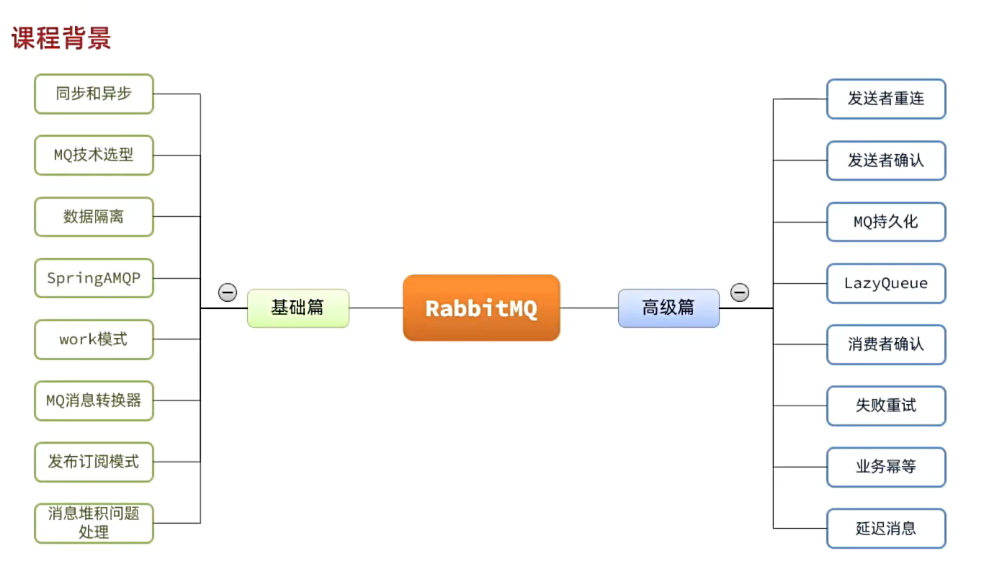 课程背景
同步和异步
MQ技术选型
数据隔离
SpringAMQP
work模式
MQ消息转换器
发布订阅模式
消息堆积问题
处理
基础篇
RabbitMQ
高级篇
发送者重连
发送者确认
MQ持久化
LazyQueue
消费者确认
失败重试
业务幂等
延迟消息